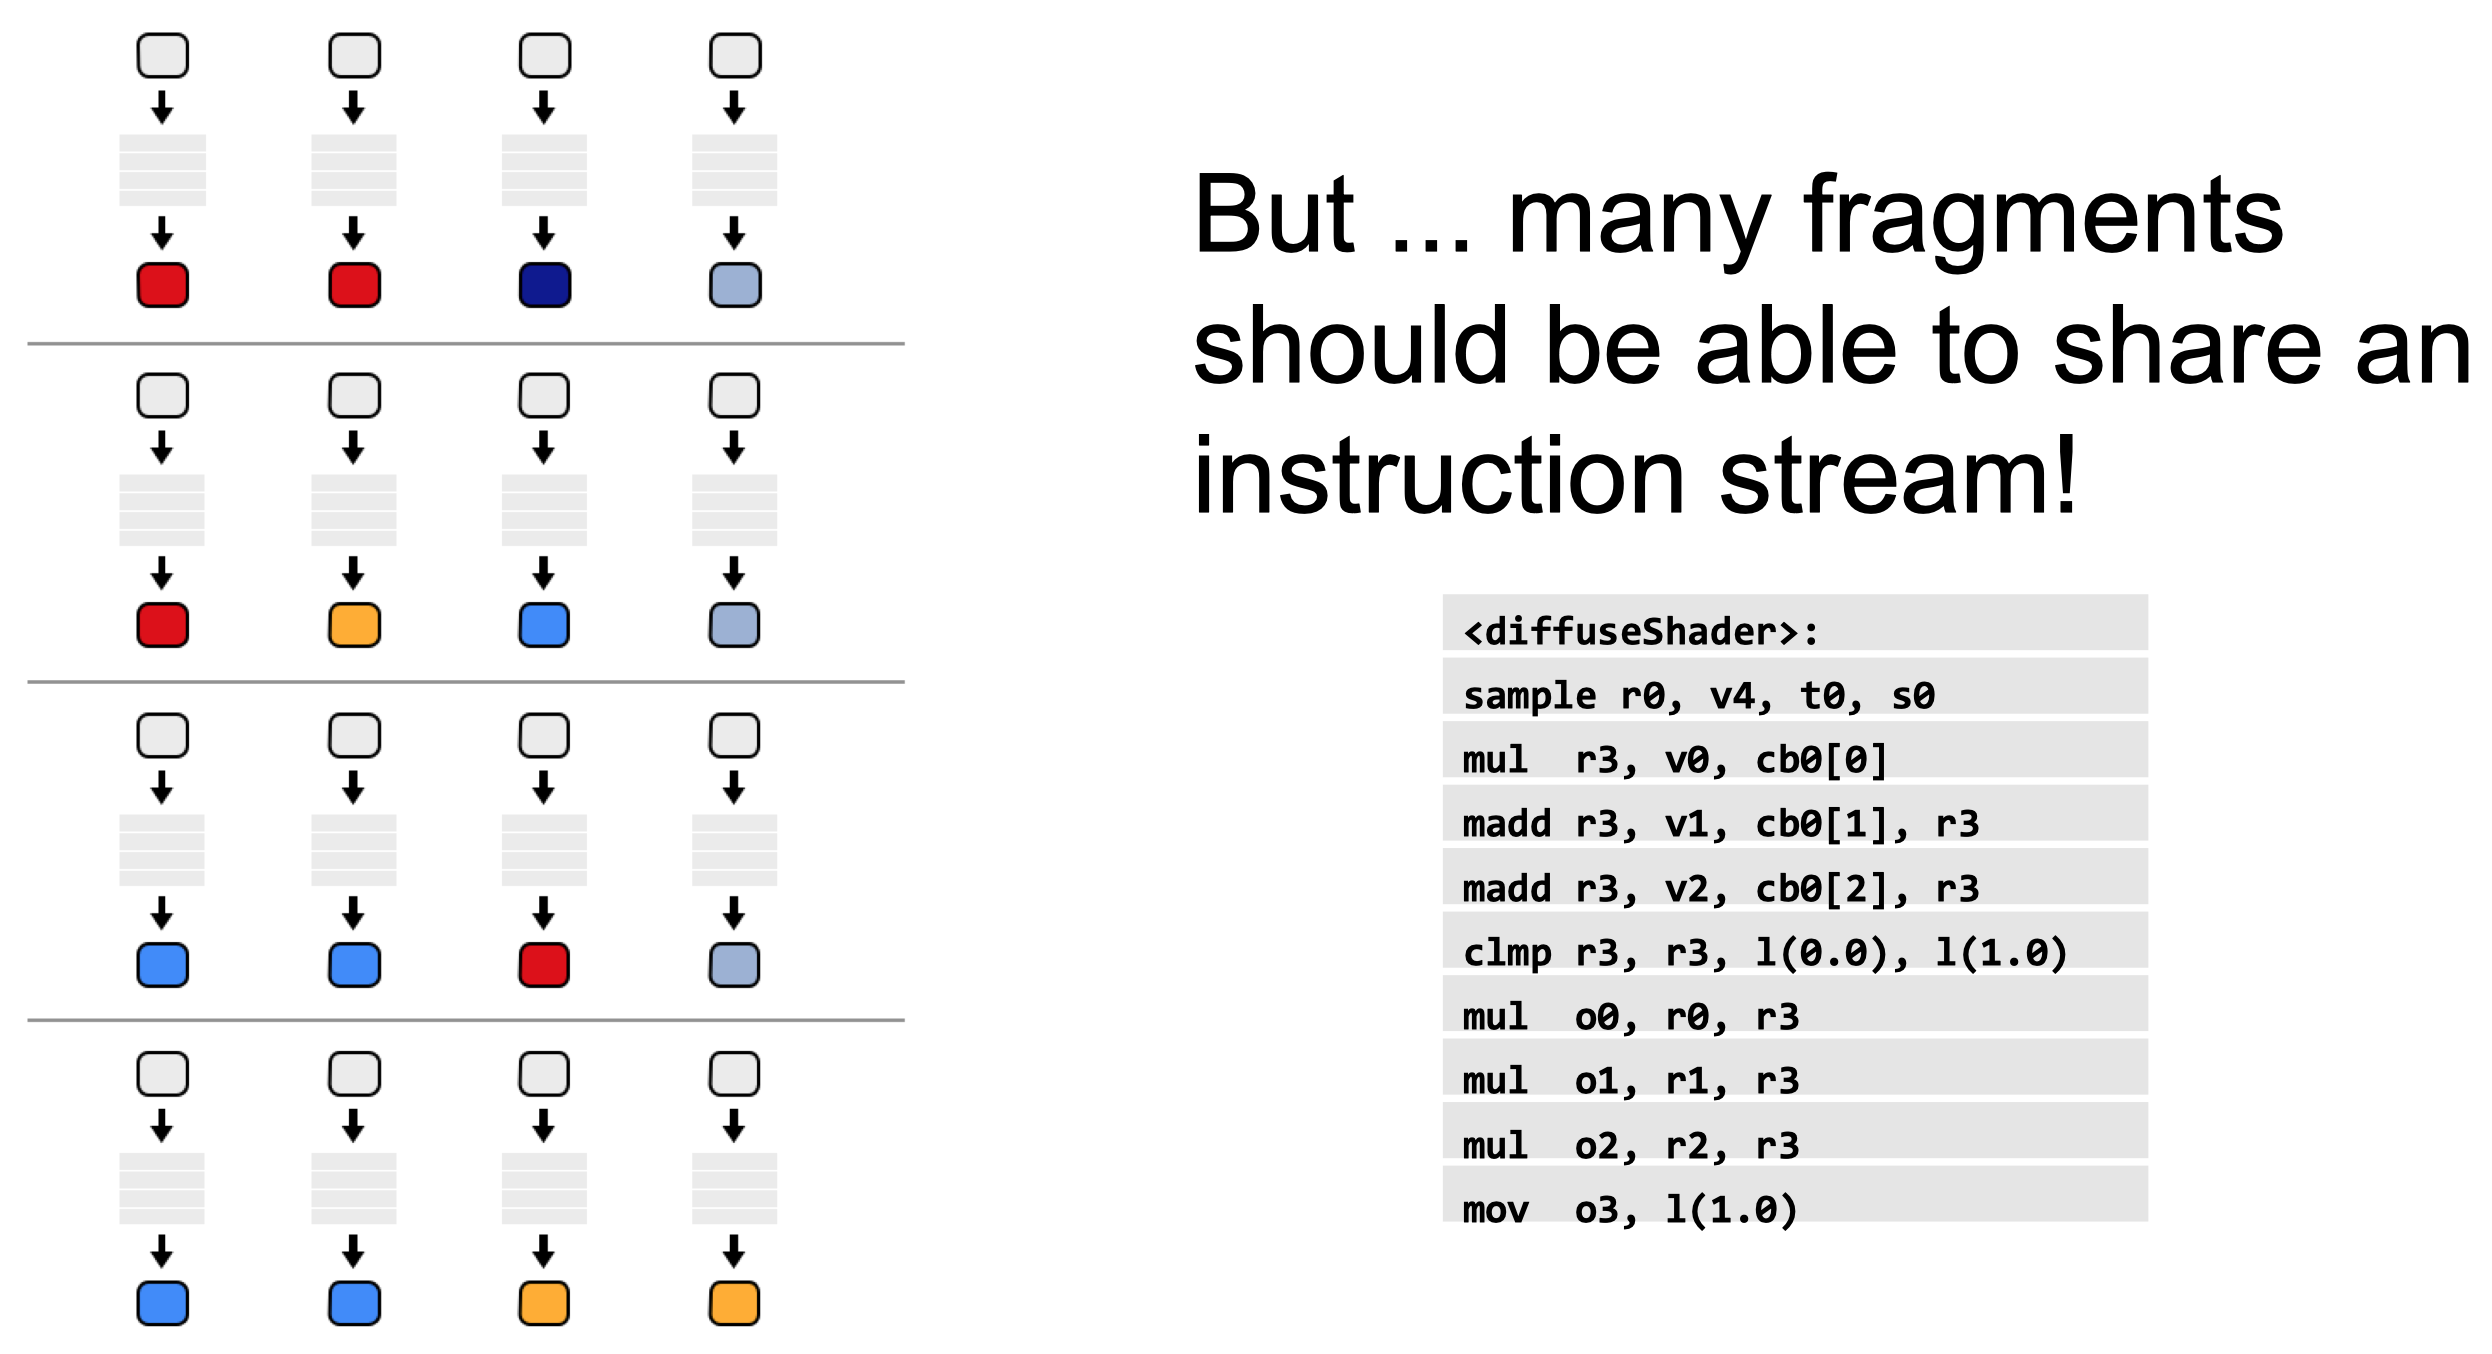 But ... many fragments
should be able to share an
instruction stream!
<diffuseShader>:
sample r0, v4, t0, s0
mul  r3, v0, cb0[0]
madd r3, v1, cb0[1], r3
madd r3, v2, cb0[2], r3
clmp r3, r3, l(0.0), l(1.0)
mul  o0, r0, r3
mul  o1, r1, r3
mul  o2, r2, r3
mov  o3, l(1.0)